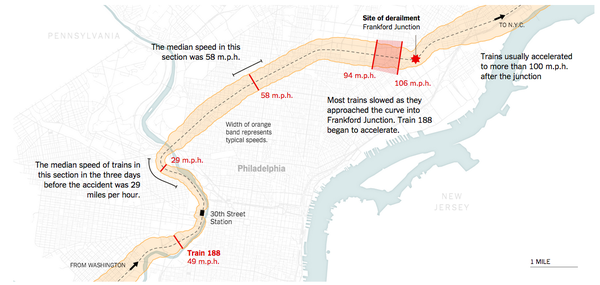 PENNSYLVANIA
Site of derailment
Frankford Junction
TO N.Y.C.
The median speed in this
section was 58 m.p.h.
Trains usually accelerated
to more than 100 m.p.h.
after the junction
94 m.p.h.
106 m.p.h.
58 m.p.h.
Most trains slowed as they
approached the curve into
Frankford Junction. Train 188
began to accelerate.
Width of orange
band represents
typical speeds.
29 m.p.h.
The median speed of trains in
this section in the three days
before the accident was 29
miles per hour.
Philadelphia
NEW
JERSEY
30th Street
Station
Train 188
49 m.p.h.
FROM WASHINGTON
1 MILE